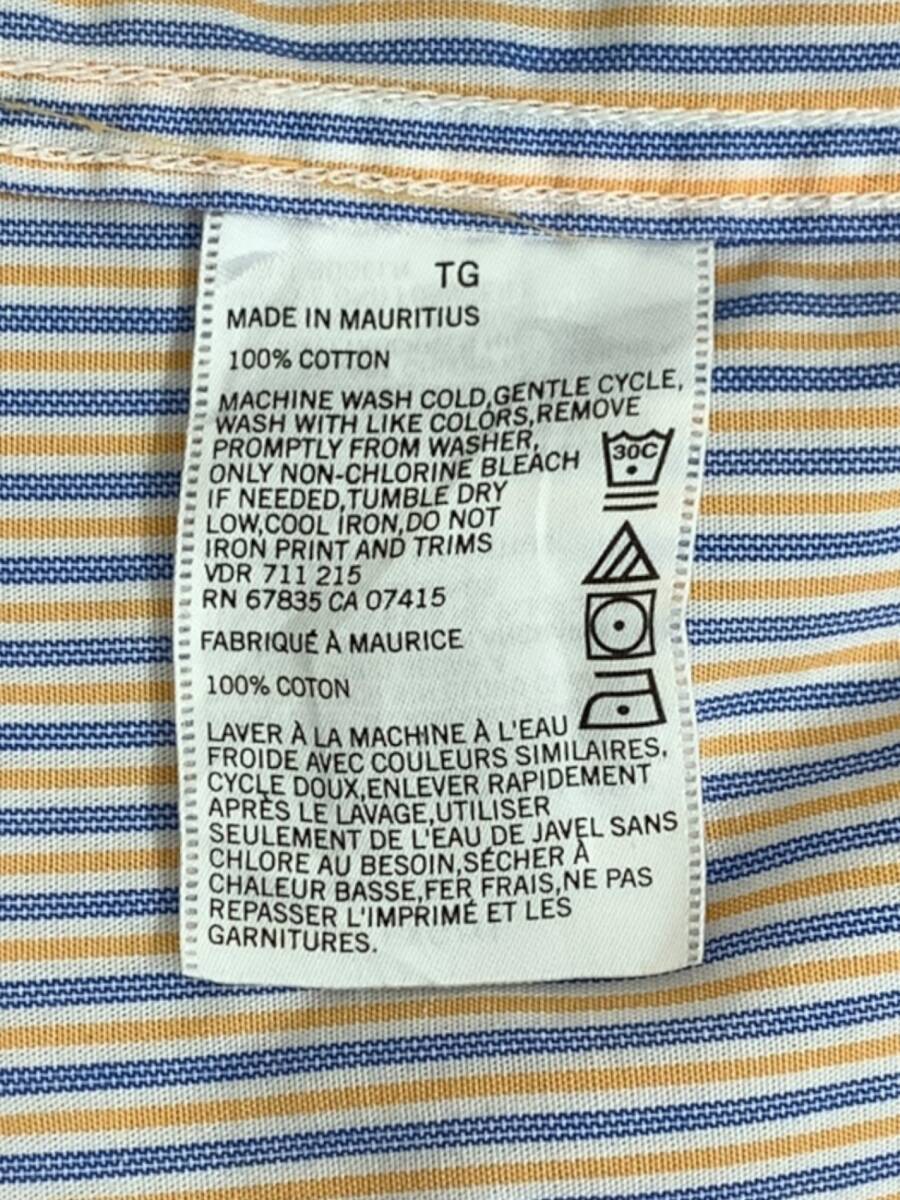 TG
MADE IN MAURITIUS
100% COTTON
MACHINE WASH COLD,GENTLE CYCLE,
WASH WITH LIKE COLORS,REMOVE
PROMPTLY FROM WASHER,
ONLY NON-CHLORINE BLEACH
IF NEEDED,TUMBLE DRY
LOW,COOL IRON,DO NOT
IRON PRINT AND TRIMS
VDR 711 215
RN 67835 CA 07415
30C
FABRIQUÉ À MAURICE
100% COTON
LAVER À LA MACHINE À L'EAU
FROIDE AVEC COULEURS SIMILAIRES,
CYCLE DOUX,ENLEVER RAPIDEMENT
APRÈS LE LAVAGE,UTILISER
SEULEMENT DE L'EAU DE JAVEL SANS
CHLORE AU BESOIN,SÉCHER À
CHALEUR BASSE,FER FRAIS,NE PAS
REPASSER L'IMPRIMÉ ET LES
GARNITURES.